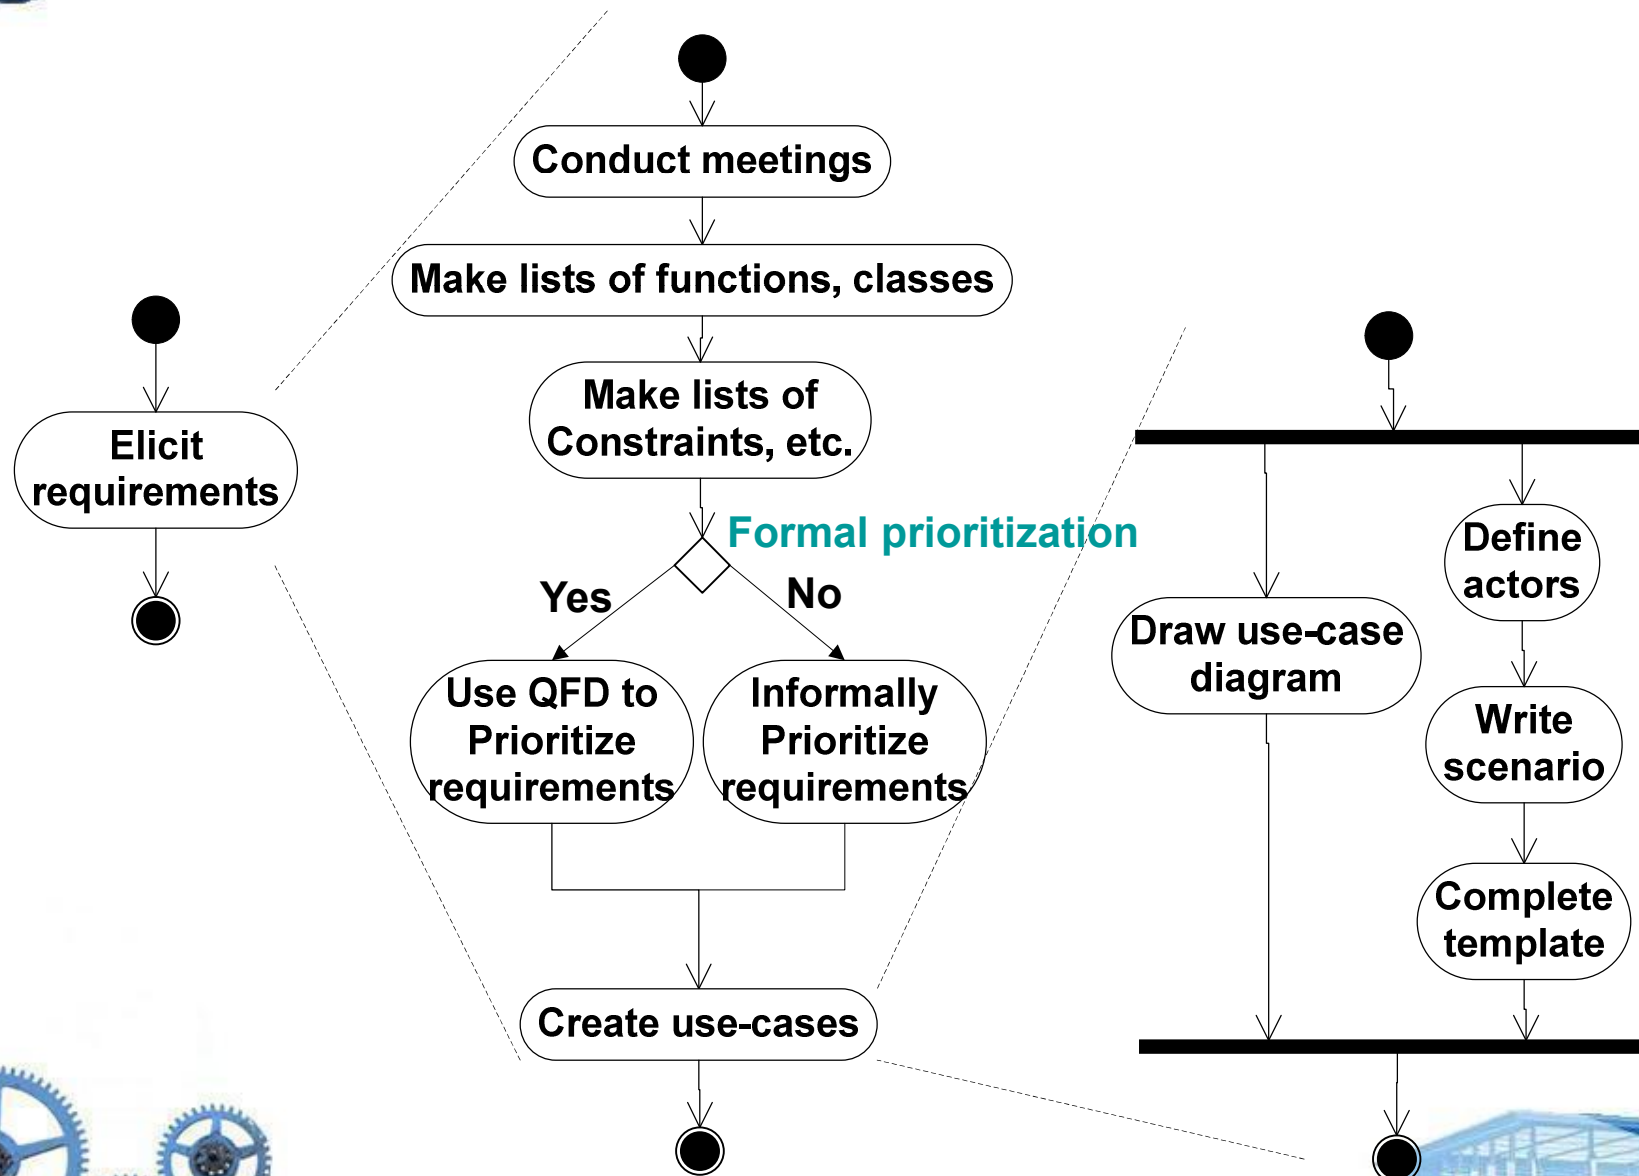 Conduct meetings
Make lists of functions, classes
Make lists of
Constraints, etc.
Elicit
requirements
Formal prioritization
Yes
No
Use QFD to
Prioritize
requirements
Informally
Prioritize
requirements
Create use-cases
Draw use-case
diagram
Define
actors
Write
scenario
Complete
template